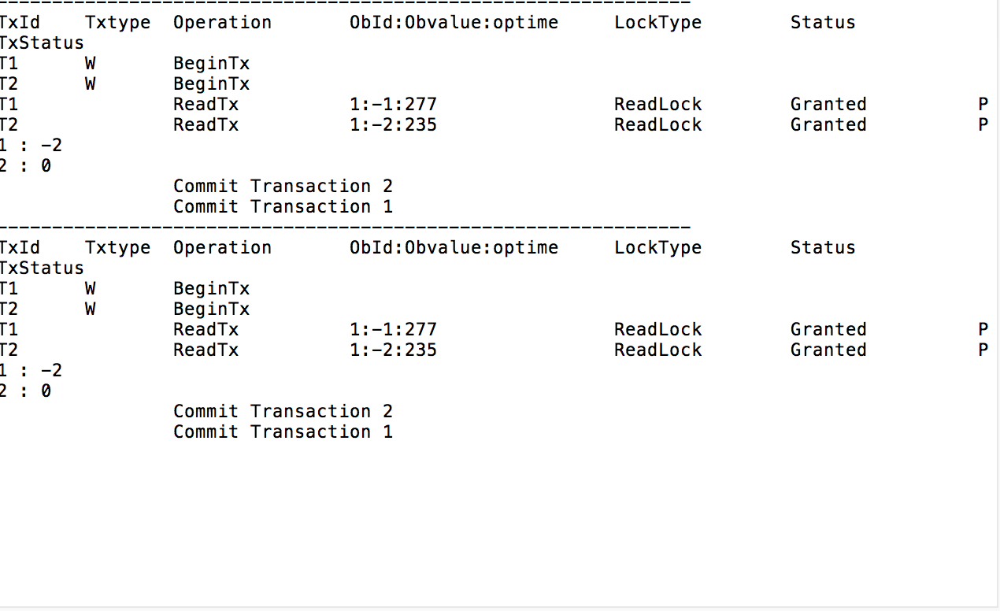 TxId Txtype Operation ObId:Obvalue:optime LockType Status
TxStatus
T1 W BeginTx
T2 W BeginTx
T1 ReadTx 1:-1:277 ReadLock Granted P
T2 ReadTx 1:-2:235 ReadLock Granted P
1 : -2
2 : 0
Commit Transaction 2
Commit Transaction 1
----------------------------------------------------------------
TxId Txtype Operation ObId:Obvalue:optime LockType Status
TxStatus
T1 W BeginTx
T2 W BeginTx
T1 ReadTx 1:-1:277 ReadLock Granted P
T2 ReadTx 1:-2:235 ReadLock Granted P
1 : -2
2 : 0
Commit Transaction 2
Commit Transaction 1